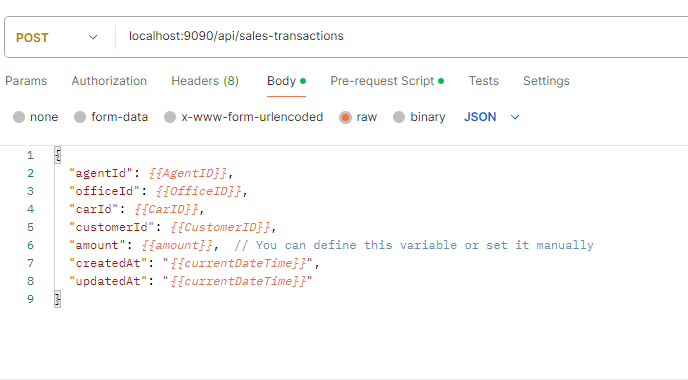 POST localhost:9090/api/sales-transactions
Params Authorization Headers (8) Body Pre-request Script Tests Settings
none form-data x-www-form-urlencoded raw binary JSON
1 {
2 "agentId": {{AgentID}},
3 "officeId": {{OfficeID}},
4 "carId": {{CarID}},
5 "customerId": {{CustomerID}},
6 "amount": {{amount}}, // You can define this variable or set it manually
7 "createdAt": "{{currentDateTime}}",
8 "updatedAt": "{{currentDateTime}}"
9 }